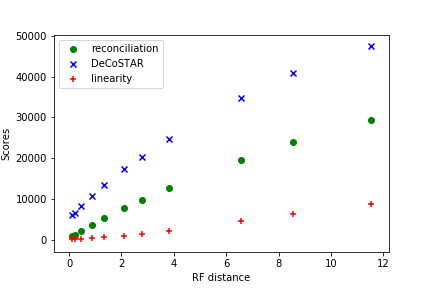 50000
40000
30000
20000
10000
0
Scores
reconciliation
DeCoSTAR
linearity
0 2 4 6 8 10 12
RF distance